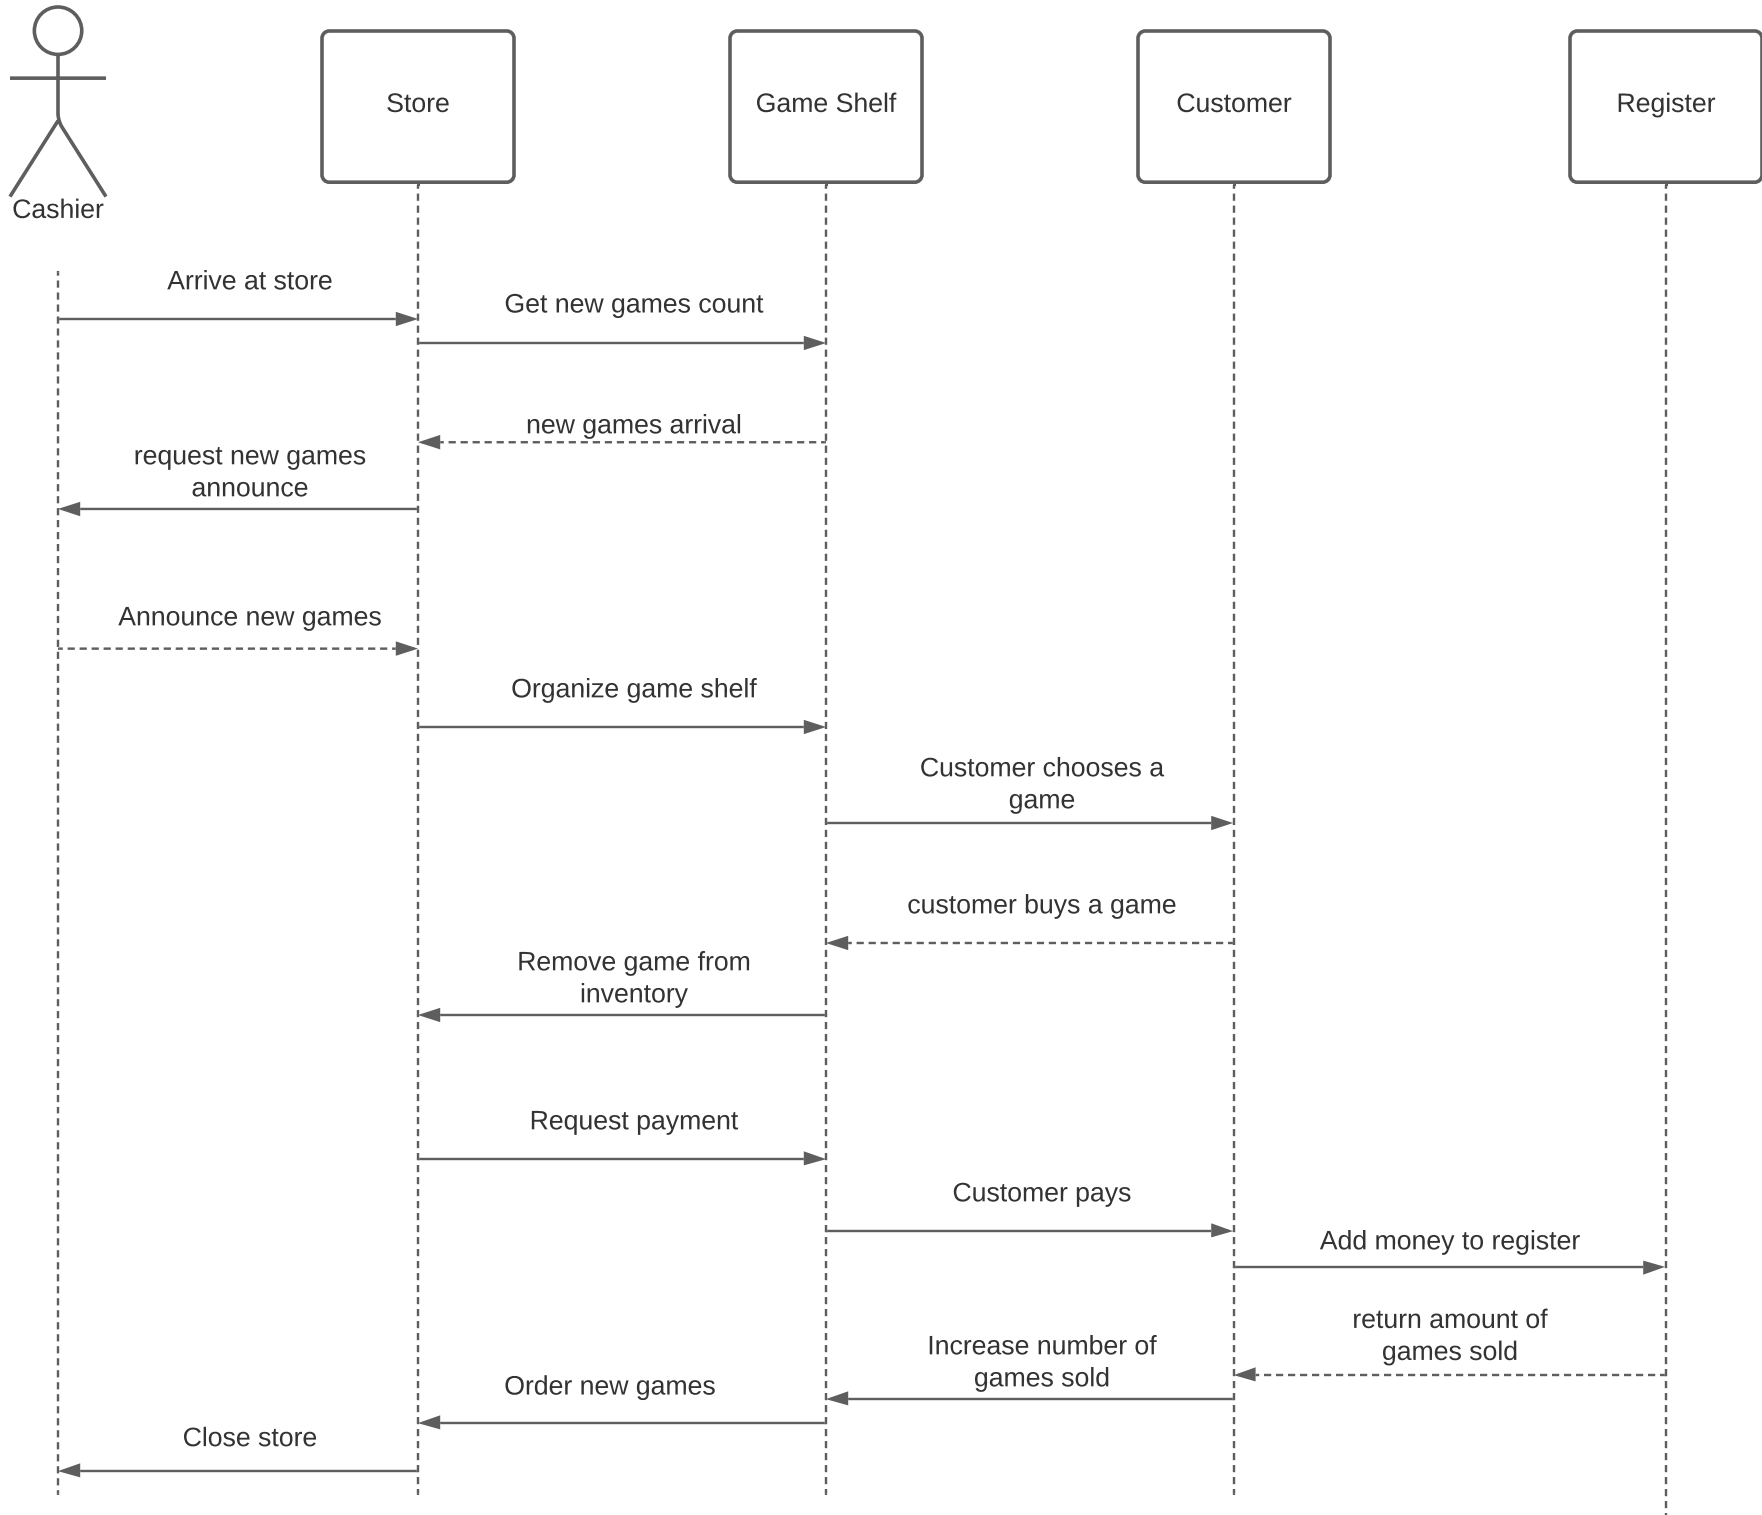 Store
Game Shelf
Customer
Register
Cashier
Arrive at store
Get new games count
new games arrival
request new games
announce
Announce new games
Organize game shelf
Customer chooses a
game
customer buys a game
Remove game from
inventory
Request payment
Customer pays
Add money to register
return amount of
games sold
Increase number of
games sold
Order new games
Close store